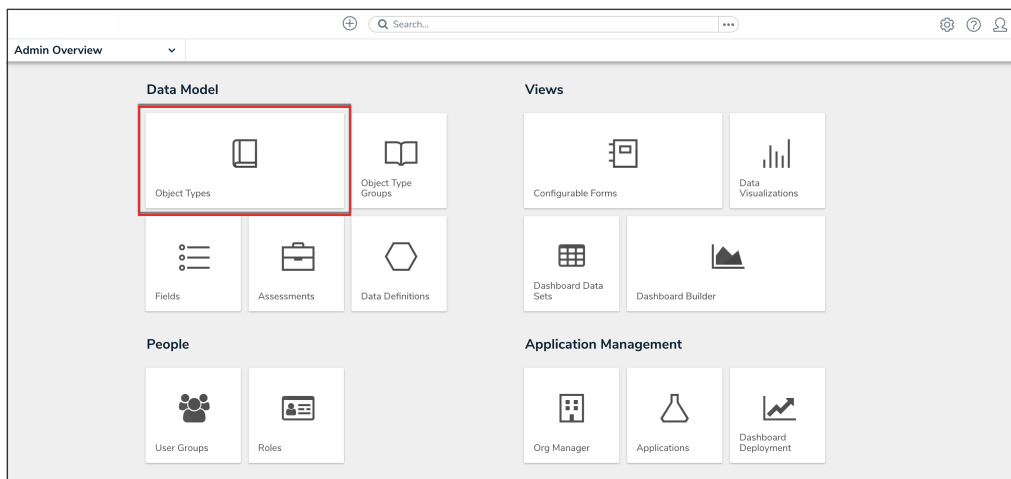 Search...
Admin Overview
Data Model
Object Types
Object Type
Groups
Fields
Assessments
Data Definitions
Views
Configurable Forms
Data
Visualizations
Dashboard Data
Sets
Dashboard Builder
People
User Groups
Roles
Application Management
Org Manager
Applications
Dashboard
Deployment